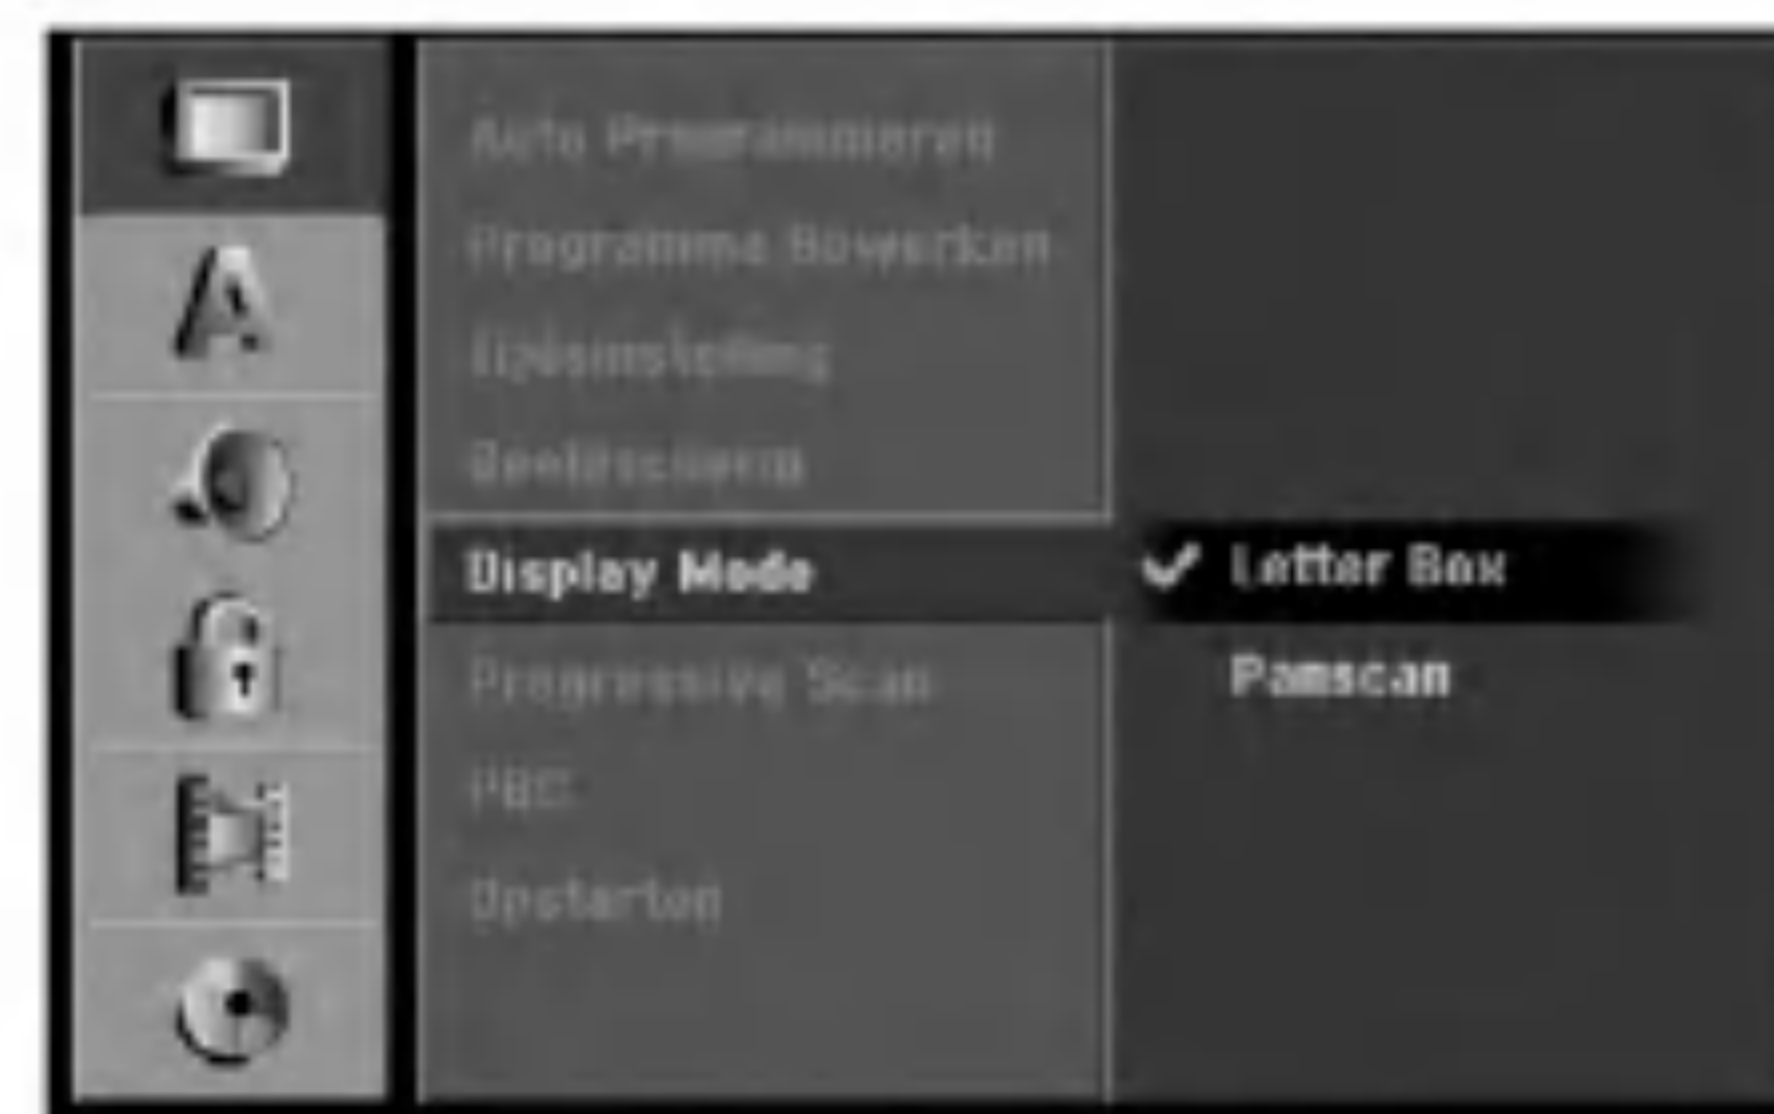 Auto Programmeren
Programma Bewerken
Tijdsinstelling
Beeldscherm
Display Mode
Letter Box
Progressive Scan
Panscan
PBC
Opstarten